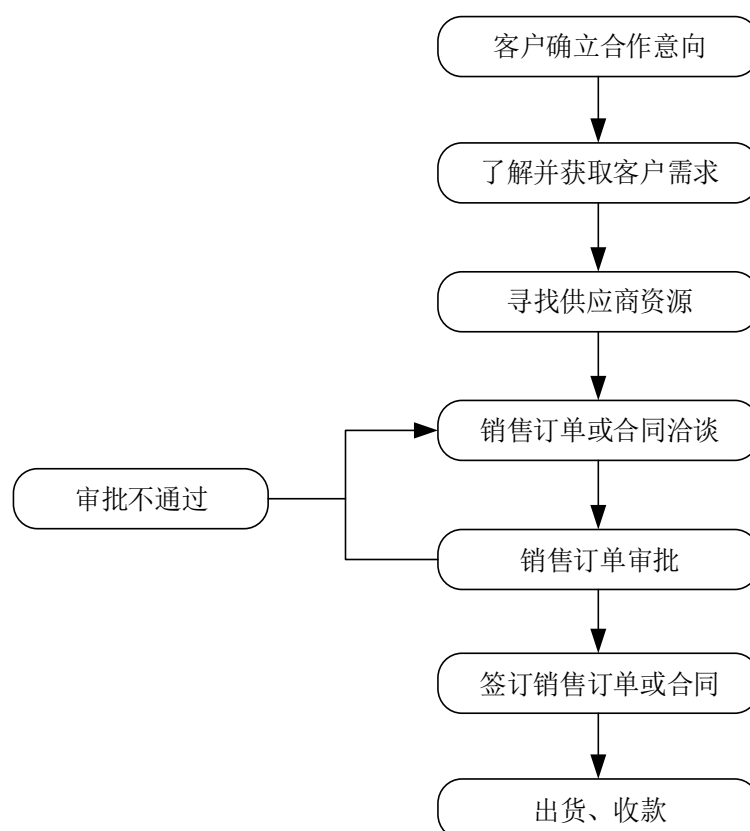 客户确立合作意向
了解并获取客户需求
寻找供应商资源
销售订单或合同洽谈
审批不通过
销售订单审批
签订销售订单或合同
出货、收款